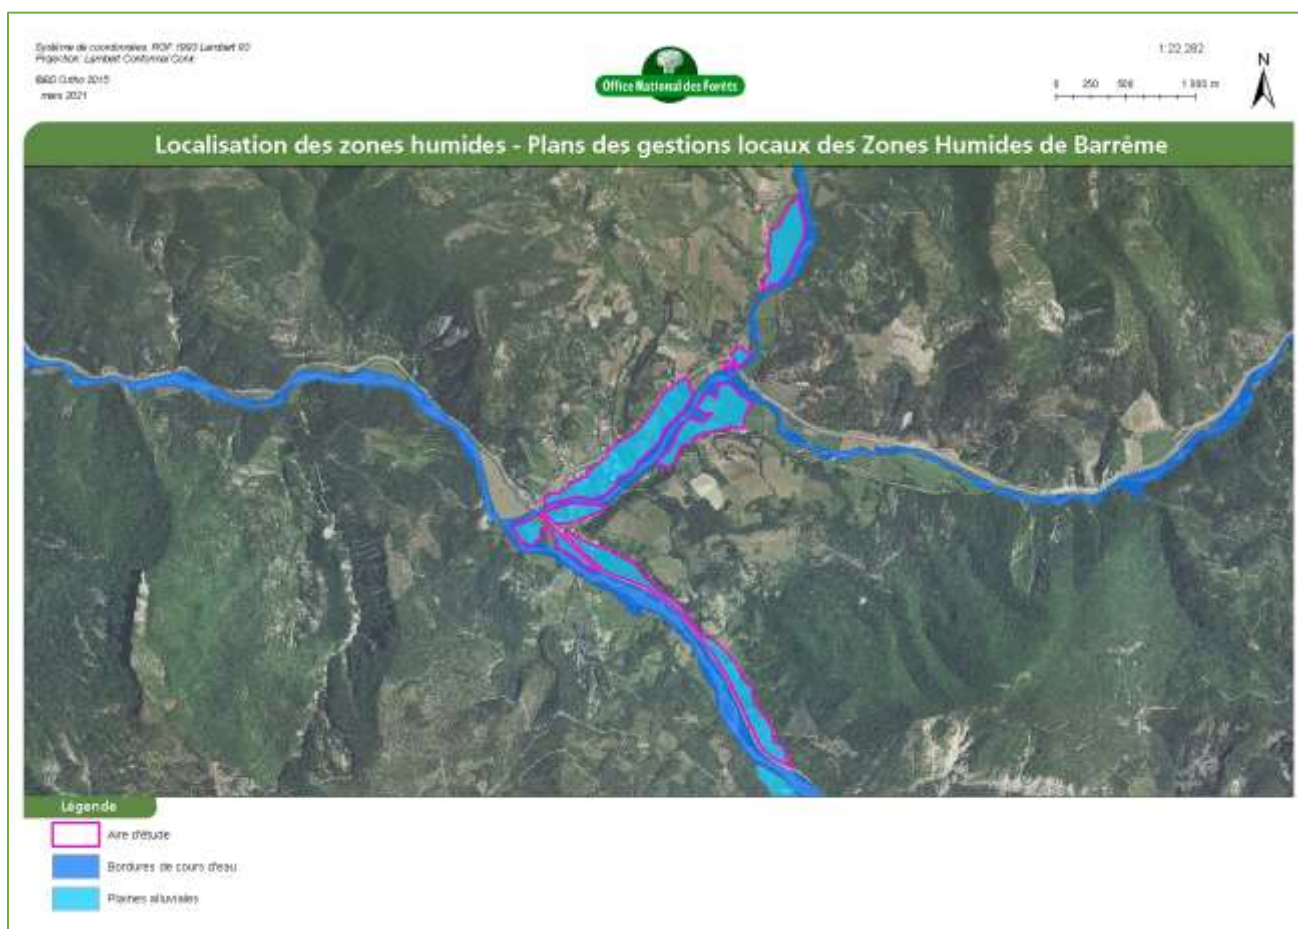 Système de coordonnées: RGF 1993 Lambert 93
Projection: Lambert Conformal Conic
©BD Ortho 2015
mars 2021
Office National des Forêts
1:22 282
0 250 500 1 000 m
N
Localisation des zones humides - Plans des gestions locaux des Zones Humides de Barrême
Légende
Aire d'étude
Bordures de cours d'eau
Plaines alluviales